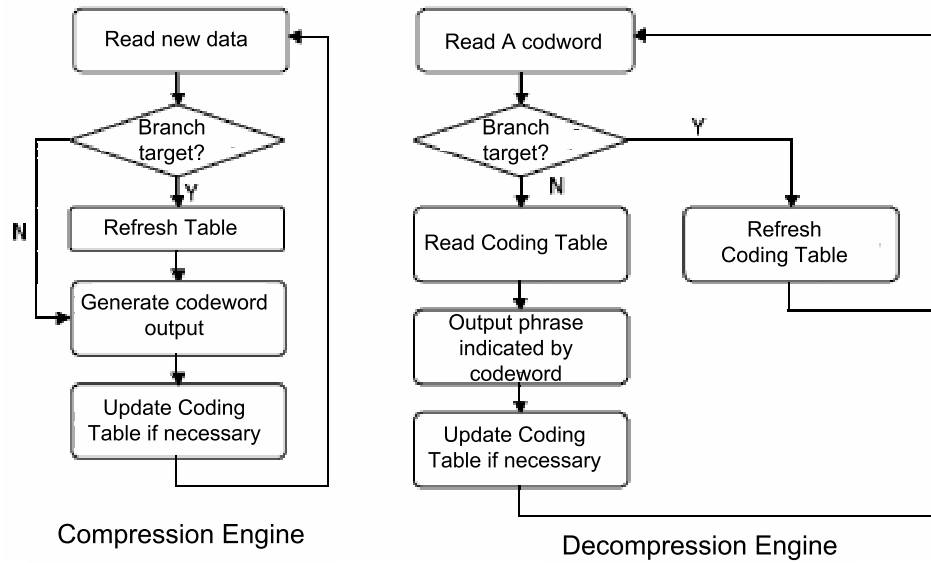 Read new data
Branch
target?
Y
N
Refresh Table
Generate codeword
output
Update Coding
Table if necessary
Compression Engine
Read A codword
Branch
target?
Y
N
Read Coding Table
Refresh
Coding Table
Output phrase
indicated by
codeword
Update Coding
Table if necessary
Decompression Engine